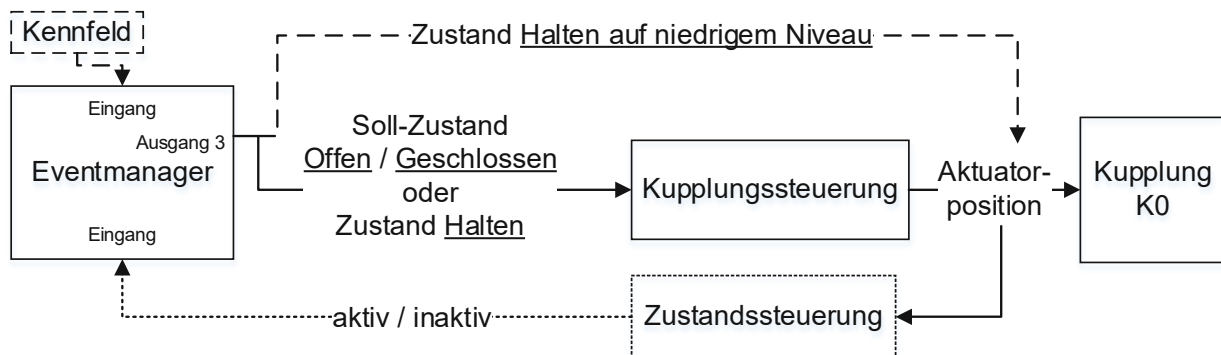 Kennfeld
Zustand Halten auf niedrigem Niveau
Eingang
Ausgang 3
Eventmanager
Eingang
Soll-Zustand
Offen / Geschlossen
oder
Zustand Halten
Kupplungssteuerung
Aktuator-
position
Kupplung
K0
aktiv / inaktiv
Zustandssteuerung